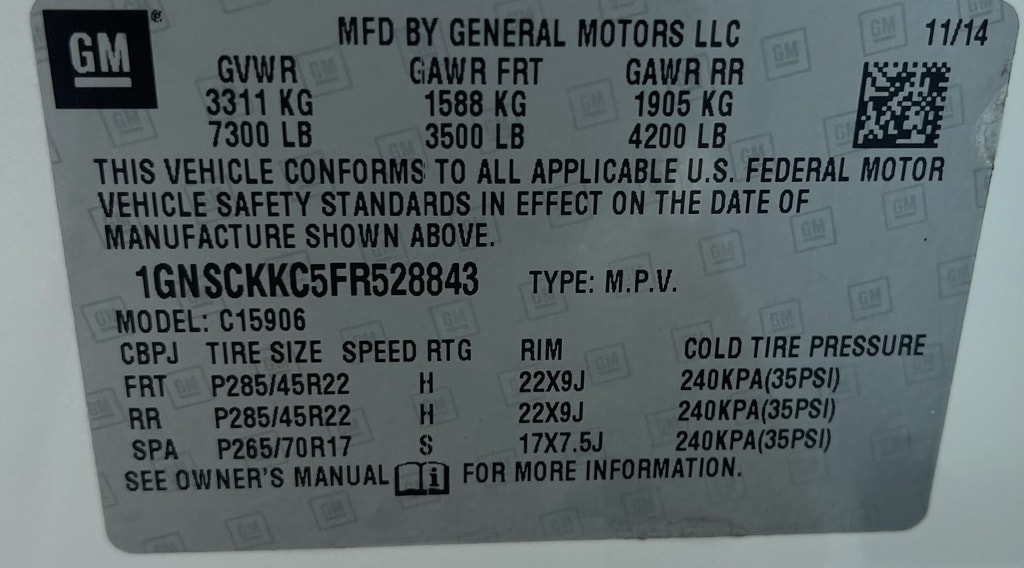 GM ® MFD BY GENERAL MOTORS LLC 11/14
GVWR GAWR FRT GAWR RR
3311 KG 1588 KG 1905 KG
7300 LB 3500 LB 4200 LB
THIS VEHICLE CONFORMS TO ALL APPLICABLE U.S. FEDERAL MOTOR
VEHICLE SAFETY STANDARDS IN EFFECT ON THE DATE OF
MANUFACTURE SHOWN ABOVE.
1GNSCKKC5FR528843 TYPE: M.P.V.
MODEL: C15906
CBPJ TIRE SIZE SPEED RTG RIM COLD TIRE PRESSURE
FRT P285/45R22 H 22X9J 240KPA(35PSI)
RR P285/45R22 H 22X9J 240KPA(35PSI)
SPA P265/70R17 S 17X7.5J 240KPA(35PSI)
SEE OWNER'S MANUAL FOR MORE INFORMATION.